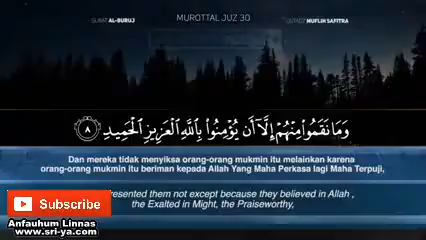 SURAT AL-BURUJ
MUROTTAL JUZ 30
USTADZ MUFLIH SAFITRA
وَمَا نَقَمُوا۟ مِنْهُمْ إِلَّآ أَن يُؤْمِنُوا۟ بِٱللَّهِ ٱلْعَزِيزِ ٱلْحَمِيدِ ٨
Dan mereka tidak menyiksa orang-orang mukmin itu melainkan karena
orang-orang mukmin itu beriman kepada Allah Yang Maha Perkasa lagi Maha Terpuji,
resented them not except because they believed in Allah ,
the Exalted in Might, the Praiseworthy,
Subscribe
Anfauhum Linnas
www.sri-ya.com